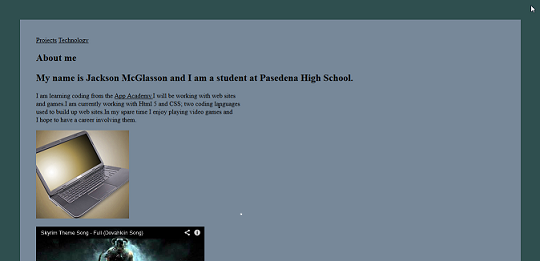 Projects Technology
About me
My name is Jackson McGlasson and I am a student at Pasedena High School.
I am learning coding from the App Academy.I will be working with web sites
and games.I am currently working with Html 5 and CSS; two coding languages
used to build up web sites.In my spare time I enjoy playing video games and
I hope to have a career involving them.
Skyrim Theme Song - Full (Dovahkiin Song)